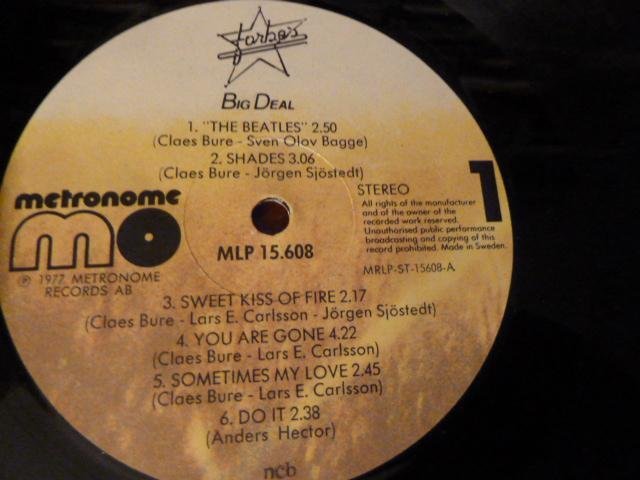 forbes
BIG DEAL
1. "THE BEATLES" 2.50
(Claes Bure - Sven Olov Bagge)
2. SHADES 3.06
(Claes Bure - Jörgen Sjöstedt)
metronome
mo
MLP 15.608
℗ 1977 METRONOME
RECORDS AB
STEREO
1
All rights of the manufacturer
and of the owner of the
recorded work reserved.
Unauthorised public performance
broadcasting and copying of this
record prohibited. Made in Sweden.
MRLP-ST-15608-A
3. SWEET KISS OF FIRE 2.17
(Claes Bure - Lars E. Carlsson - Jörgen Sjöstedt)
4. YOU ARE GONE 4.22
(Claes Bure - Lars E. Carlsson)
5. SOMETIMES MY LOVE 2.45
(Claes Bure - Lars E. Carlsson)
6. DO IT 2.38
(Anders Hector)
ncb